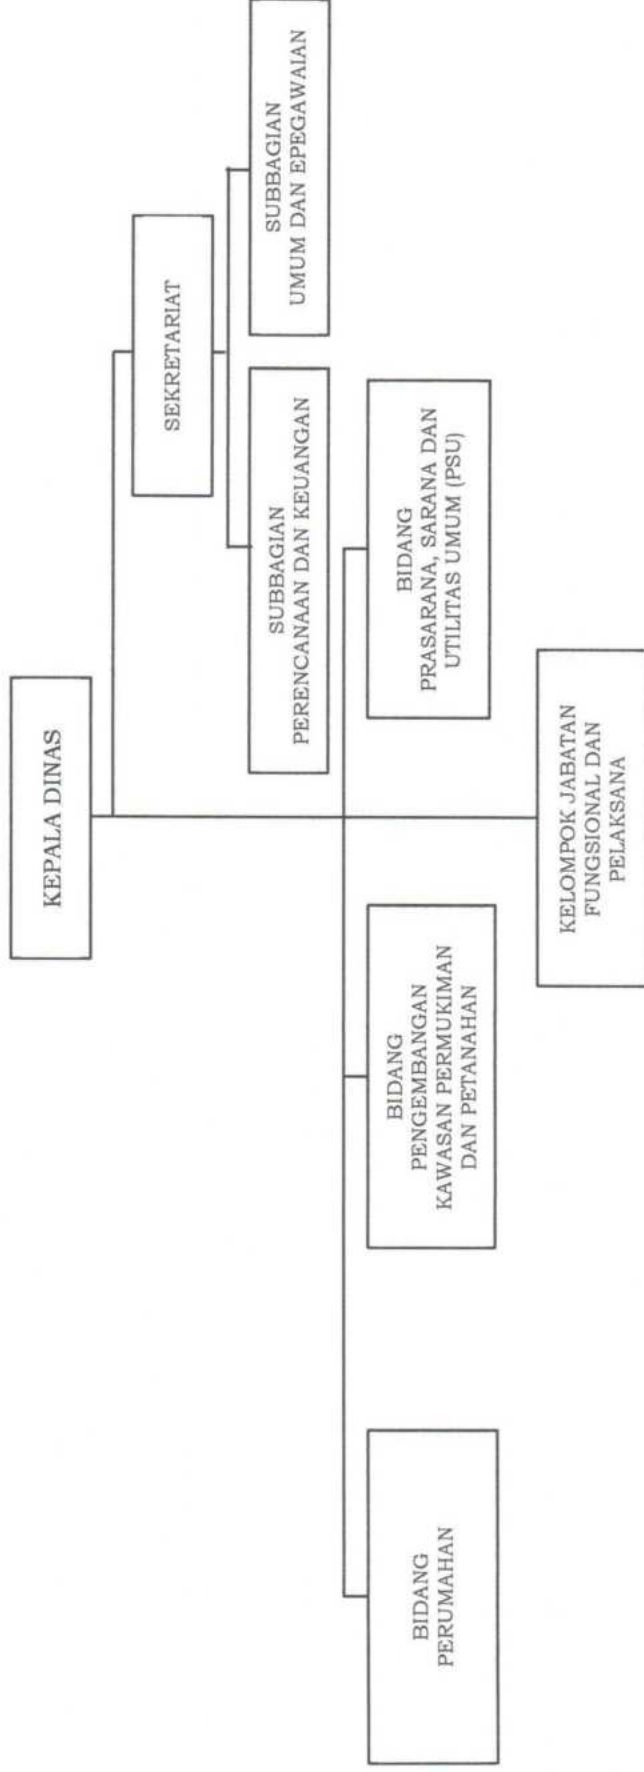 KEPALA DINAS
SEKRETARIAT
SUBBAGIAN
PERENCANAAN DAN KEUANGAN
SUBBAGIAN
UMUM DAN EPEGAWAIAN
BIDANG
PERUMAHAN
BIDANG
PENGEMBANGAN
KAWASAN PERMUKIMAN
DAN PETANAHAN
BIDANG
PRASARANA, SARANA DAN
UTILITAS UMUM (PSU)
KELOMPOK JABATAN
FUNGSIONAL DAN
PELAKSANA